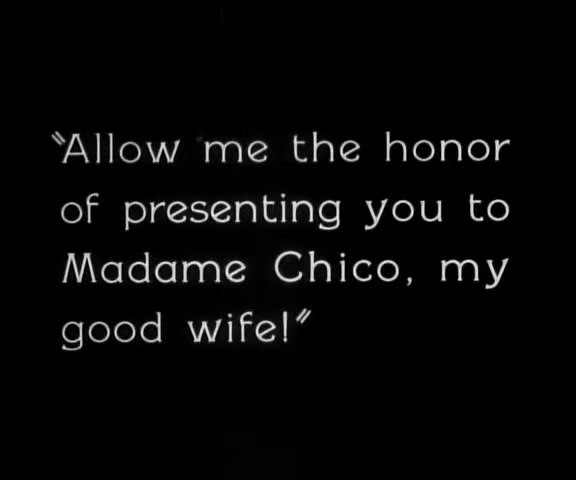 "Allow me the honor
of presenting you to
Madame Chico, my
good wife!"